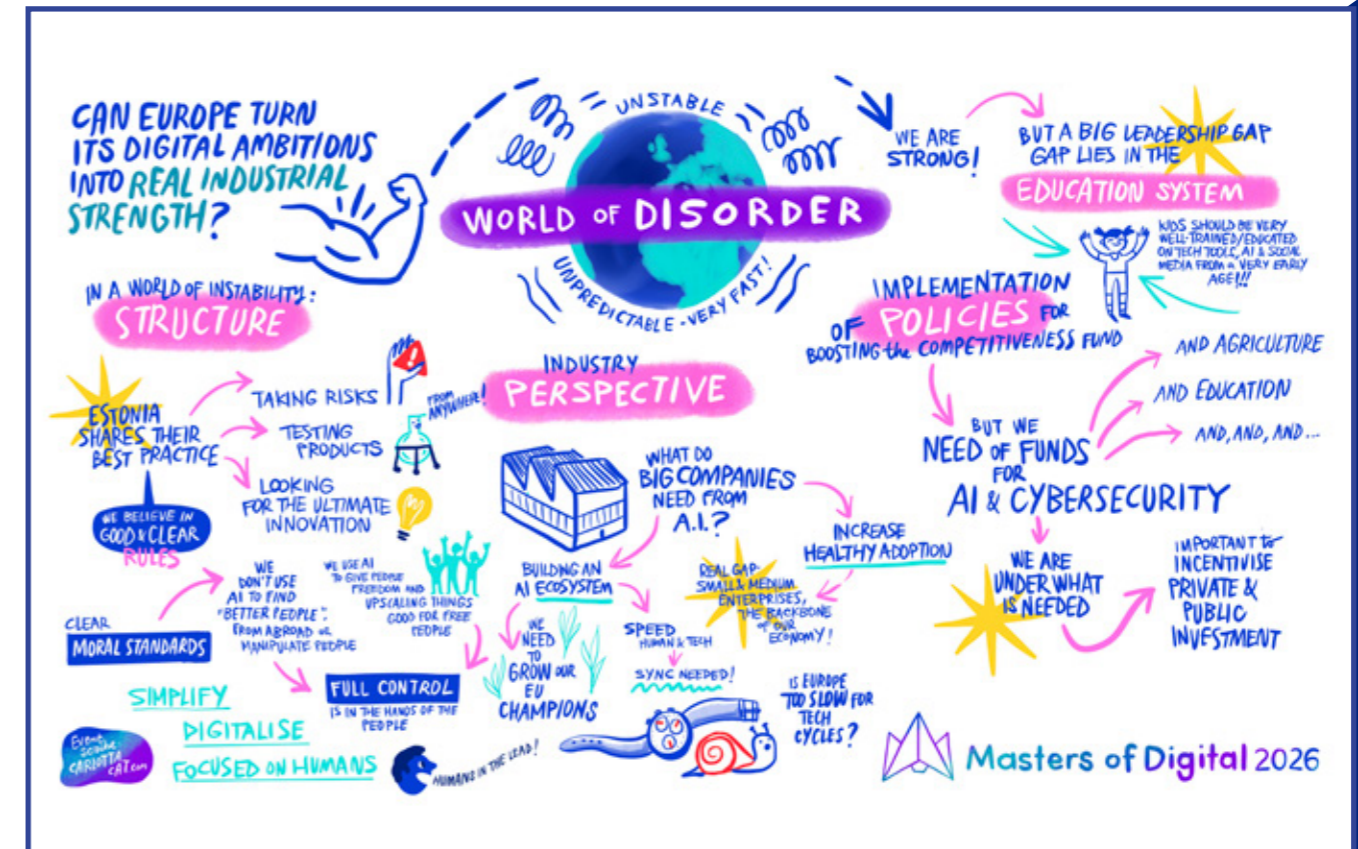 CAN EUROPE TURN
ITS DIGITAL AMBITIONS
INTO REAL INDUSTRIAL
STRENGTH?
UNSTABLE
WORLD OF DISORDER
UNPREDICTABLE - VERY FAST!
WE ARE
STRONG!
BUT A BIG LEADERSHIP GAP
GAP LIES IN THE
EDUCATION SYSTEM
KIDS SHOULD BE VERY
WELL-TRAINED/EDUCATED
ON TECH TOOLS, AI & SOCIAL
MEDIA FROM a VERY EARLY
AGE!!!
IN A WORLD OF INSTABILITY:
STRUCTURE
ESTONIA
SHARES THEIR
BEST PRACTICE
TAKING RISKS
TESTING
PRODUCTS
FROM
ANYWHERE!
LOOKING
FOR THE ULTIMATE
INNOVATION
WE BELIEVE IN
GOOD & CLEAR
RULES
CLEAR
MORAL STANDARDS
WE
DON'T USE
AI TO FIND
"BETTER PEOPLE".
FROM ABROAD or
MANIPULATE PEOPLE
WE USE AI
TO GIVE PEOPLE
FREEDOM AND
UPSCALING THINGS
GOOD FOR FREE
PEOPLE
FULL CONTROL
IS IN THE HANDS OF THE
PEOPLE
SIMPLIFY
DIGITALISE
FOCUSED ON HUMANS
HUMANS IN THE LEAD!
INDUSTRY
PERSPECTIVE
WHAT DO
BIG COMPANIES
NEED FROM
A.I.?
BUILDING AN
AI ECOSYSTEM
WE
NEED
TO
GROW OUR
EU
CHAMPIONS
SPEED
HUMAN & TECH
SYNC NEEDED!
INCREASE
HEALTHY ADOPTION
REAL GAP:
SMALL & MEDIUM
ENTERPRISES,
THE BACKBONE
OF OUR
ECONOMY!
IS EUROPE
TOO SLOW FOR
TECH
CYCLES?
IMPLEMENTATION
OF POLICIES FOR
BOOSTING the COMPETITIVENESS FUND
BUT WE
NEED OF FUNDS
FOR
AI & CYBERSECURITY
AND AGRICULTURE
AND EDUCATION
AND, AND, AND...
WE ARE
UNDER WHAT
IS NEEDED
IMPORTANT to
INCENTIVISE
PRIVATE &
PUBLIC
INVESTMENT
CARLOTTA
CAT.com
Masters of Digital 2026